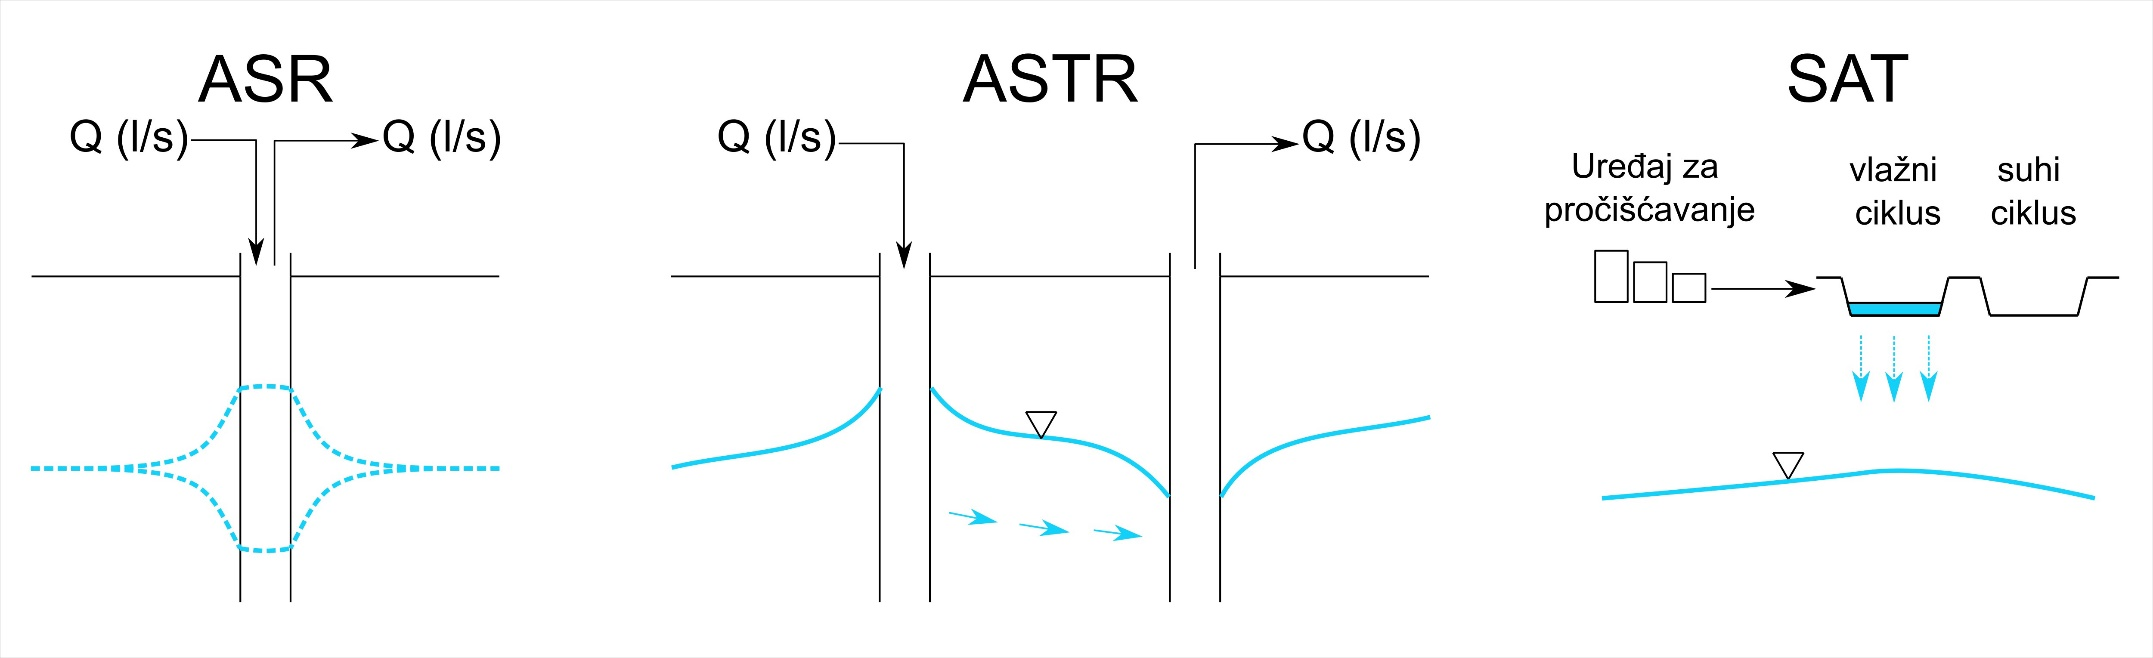 ASR
Q (l/s)
Q (l/s)
ASTR
Q (l/s)
Q (l/s)
SAT
Uređaj za
pročišćavanje
vlažni
ciklus
suhi
ciklus